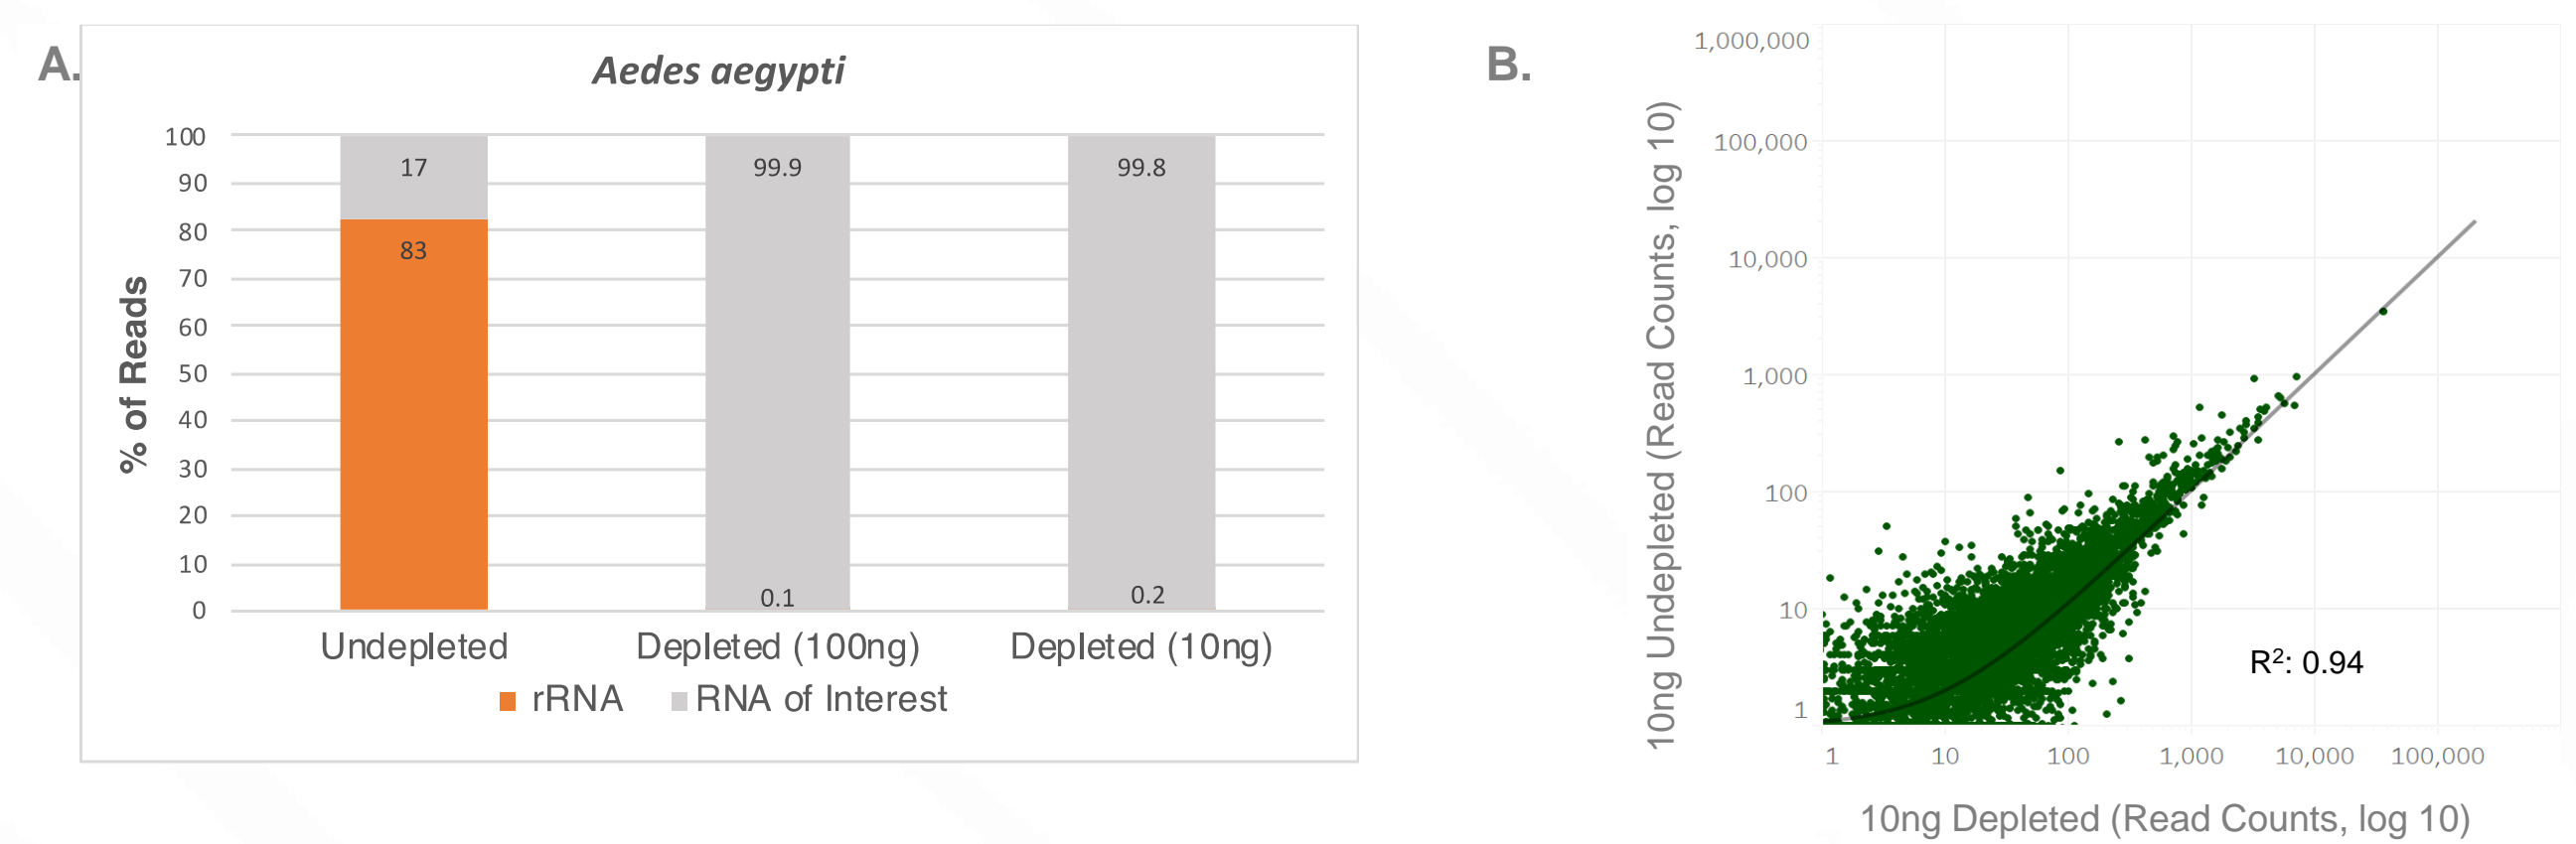 A.
Aedes aegypti
% of Reads
100
90
80
70
60
50
40
30
20
10
0
17
83
99.9
0.1
99.8
0.2
Undepleted
Depleted (100ng)
Depleted (10ng)
rRNA
RNA of Interest
B.
10ng Undepleted (Read Counts, log 10)
1,000,000
100,000
10,000
1,000
100
10
1
R²: 0.94
1
10
100
1,000
10,000
100,000
10ng Depleted (Read Counts, log 10)